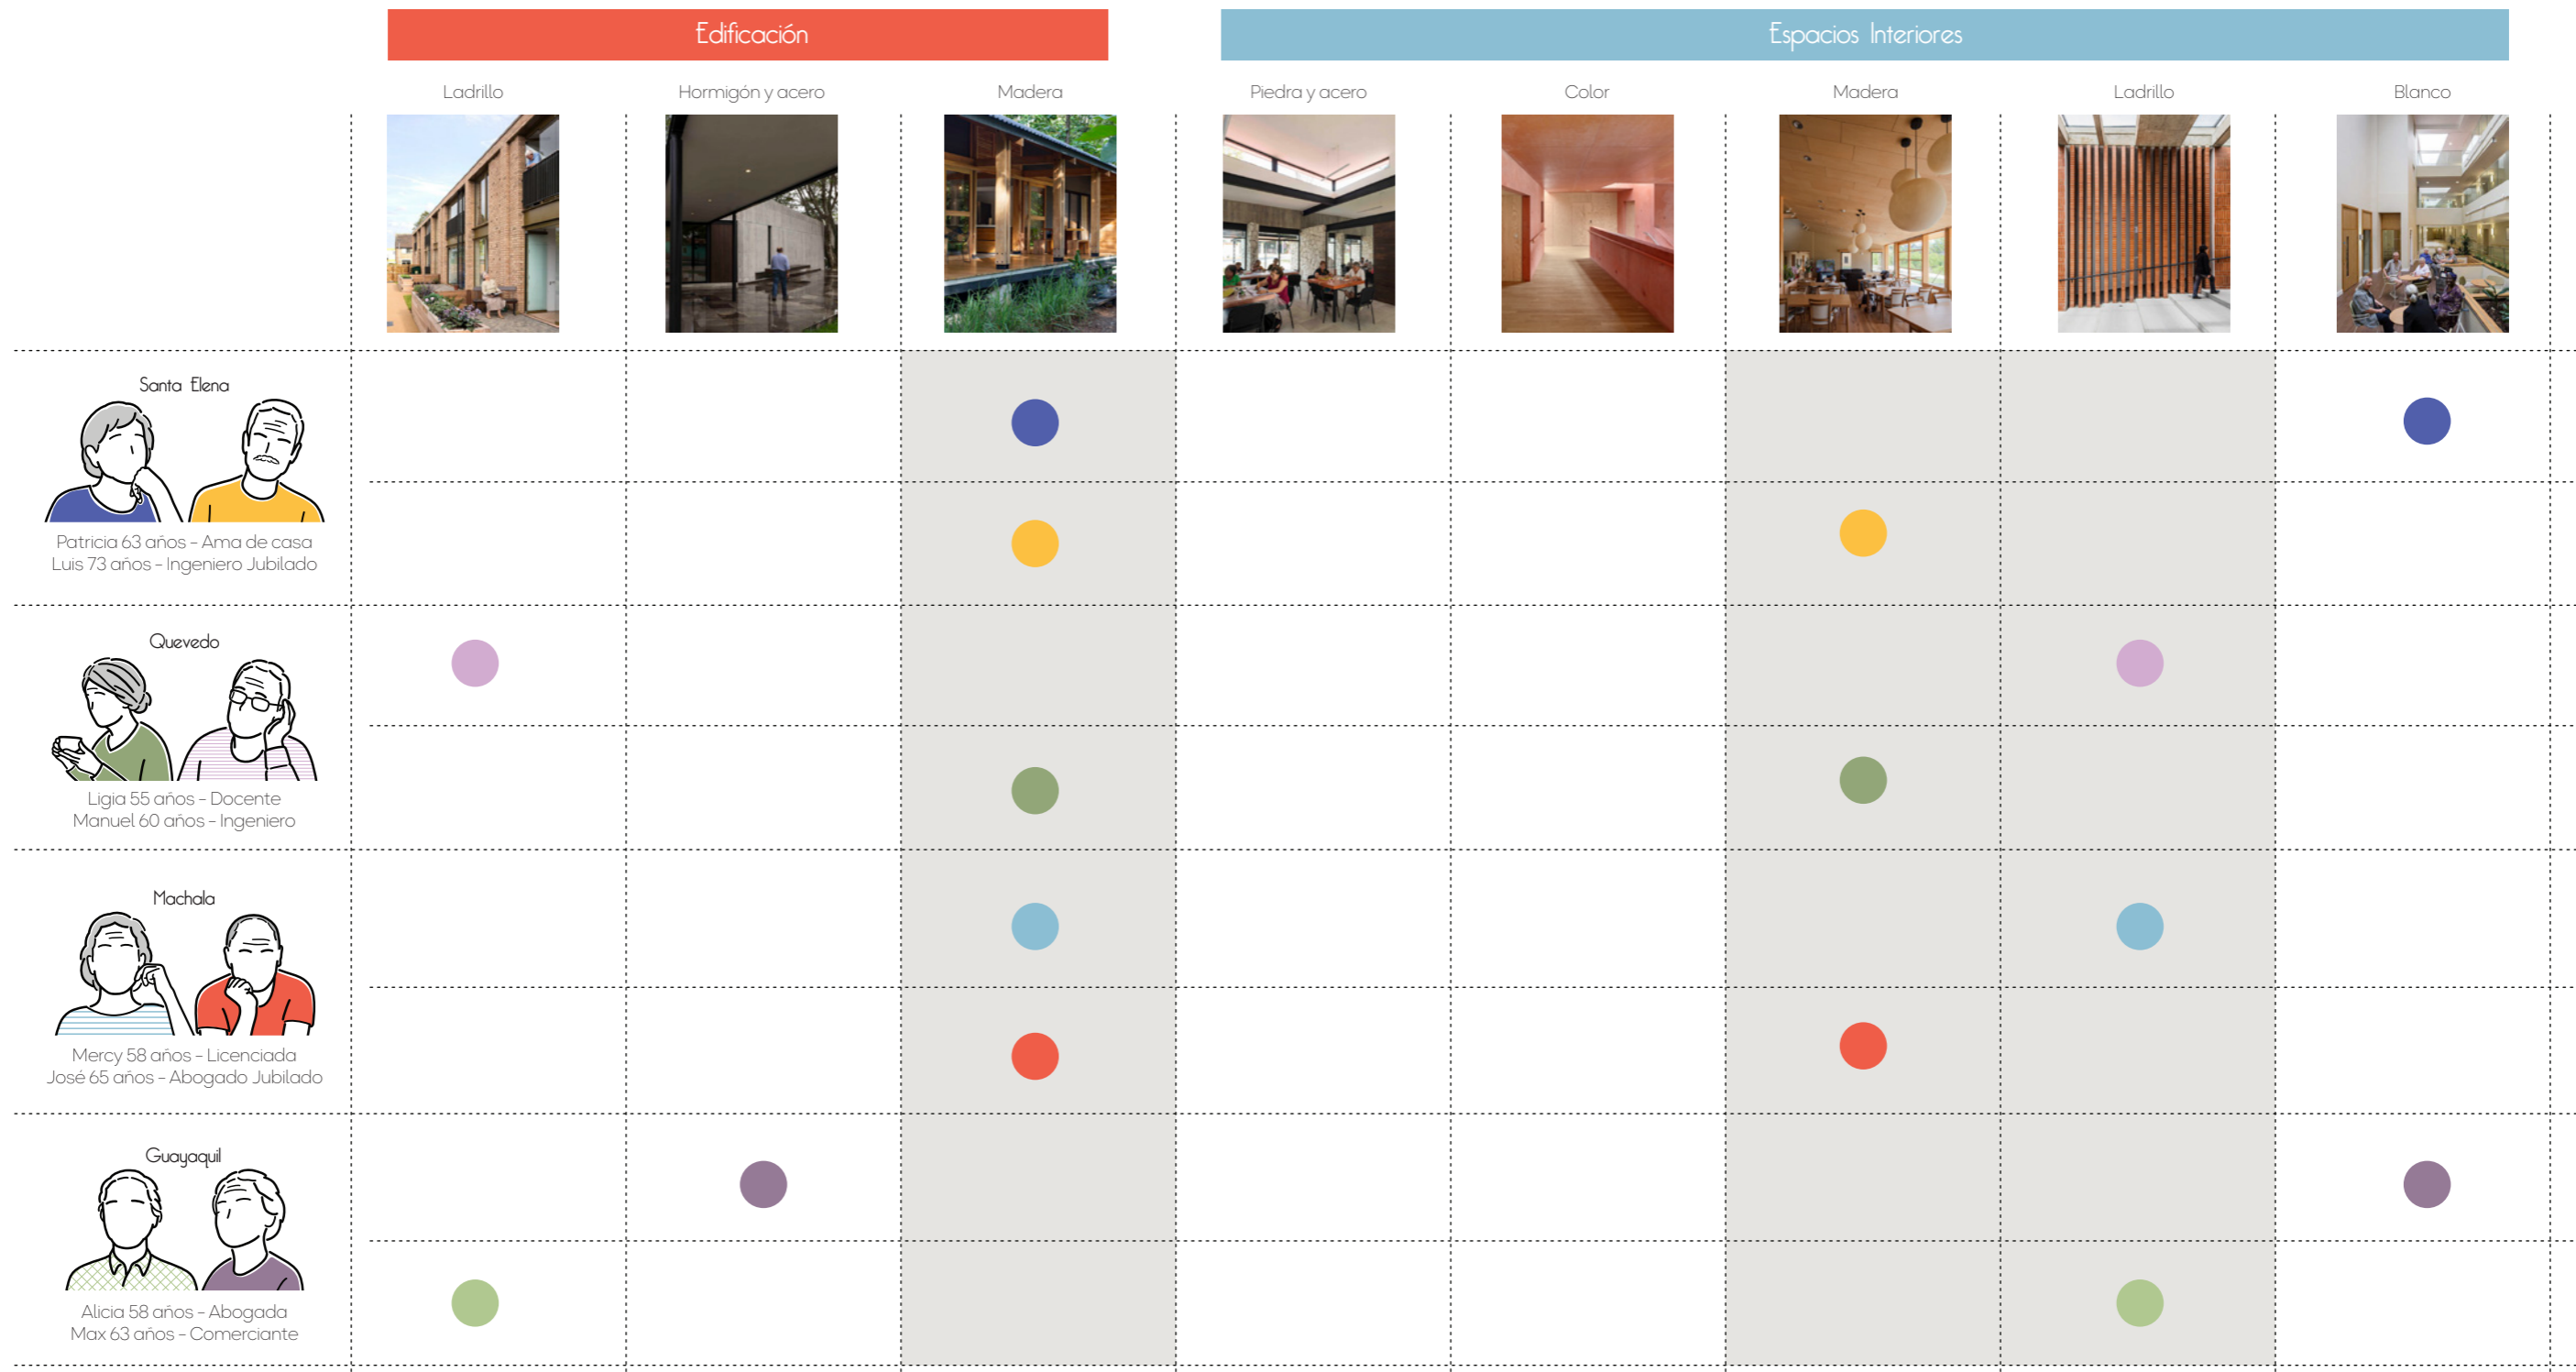 Edificación
Espacios Interiores
Ladrillo
Hormigón y acero
Madera
Piedra y acero
Color
Madera
Ladrillo
Blanco
Santa Elena
Patricia 63 años - Ama de casa
Luis 73 años - Ingeniero Jubilado
Quevedo
Ligia 55 años - Docente
Manuel 60 años - Ingeniero
Machala
Mercy 58 años - Licenciada
José 65 años - Abogado Jubilado
Guayaquil
Alicia 58 años - Abogada
Max 63 años - Comerciante